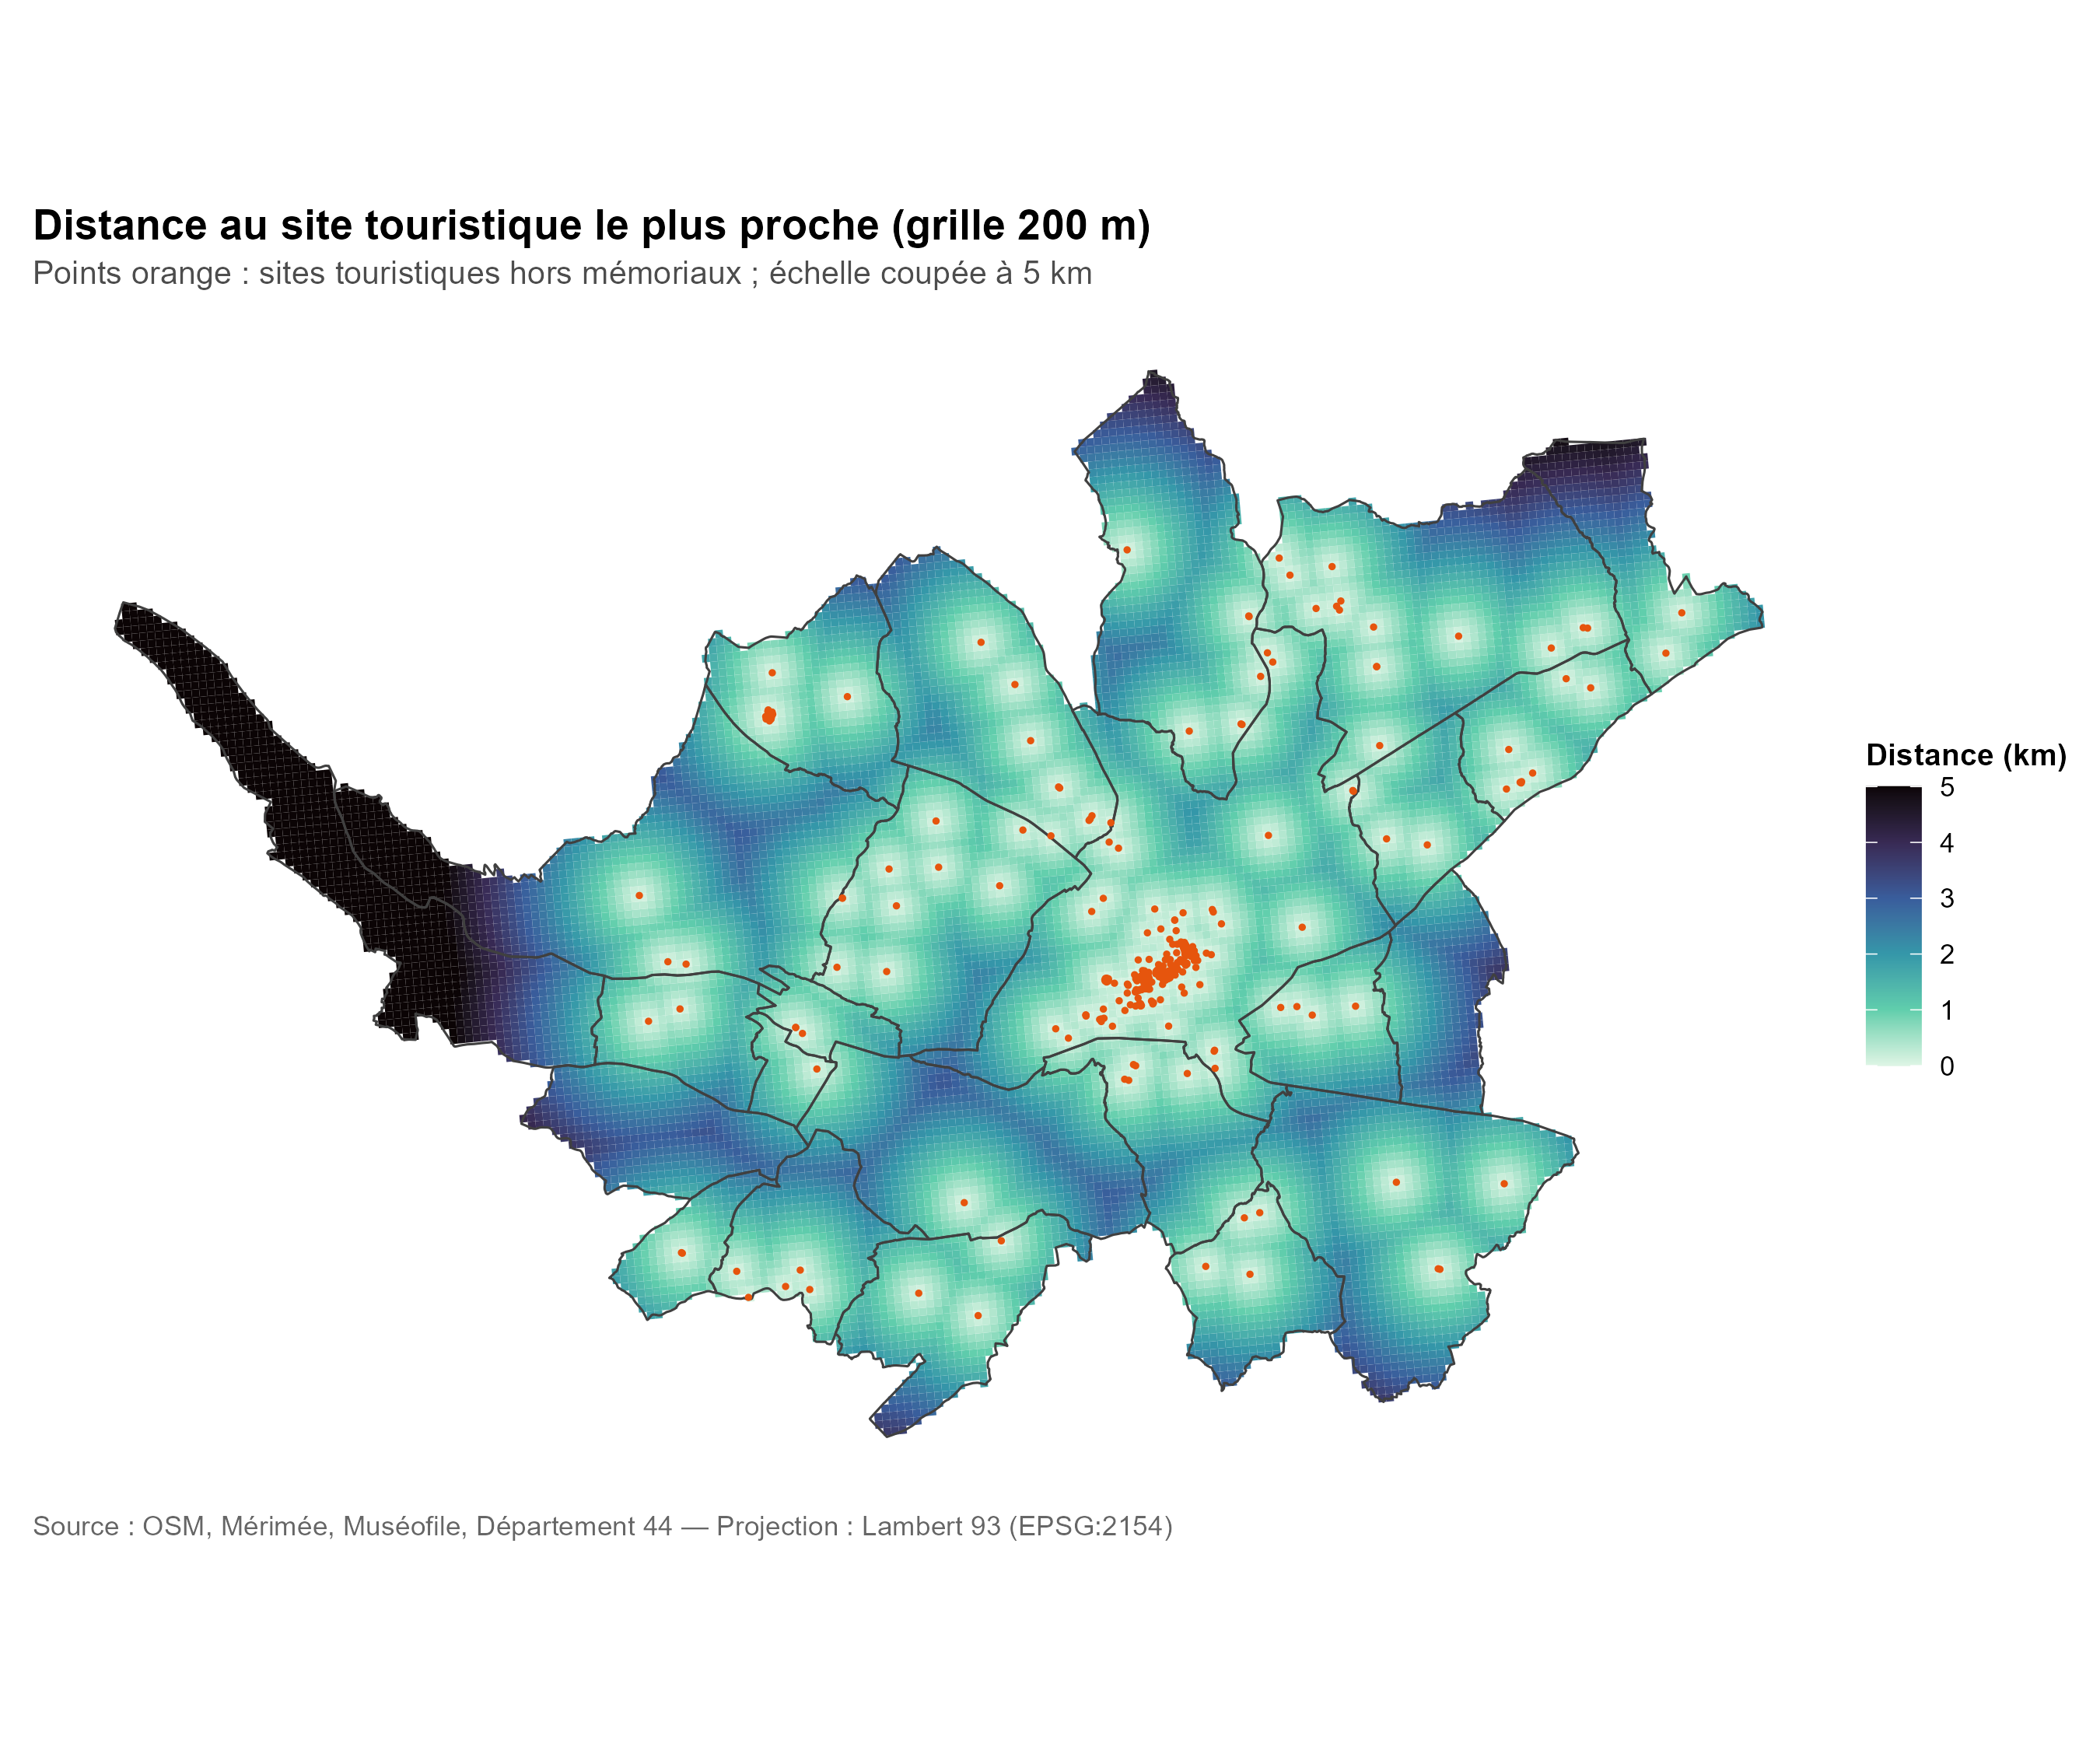 Distance au site touristique le plus proche (grille 200 m)
Points orange : sites touristiques hors mémoriaux ; échelle coupée à 5 km
Distance (km)
5
4
3
2
1
0
Source : OSM, Mérimée, Muséofile, Département 44 — Projection : Lambert 93 (EPSG:2154)